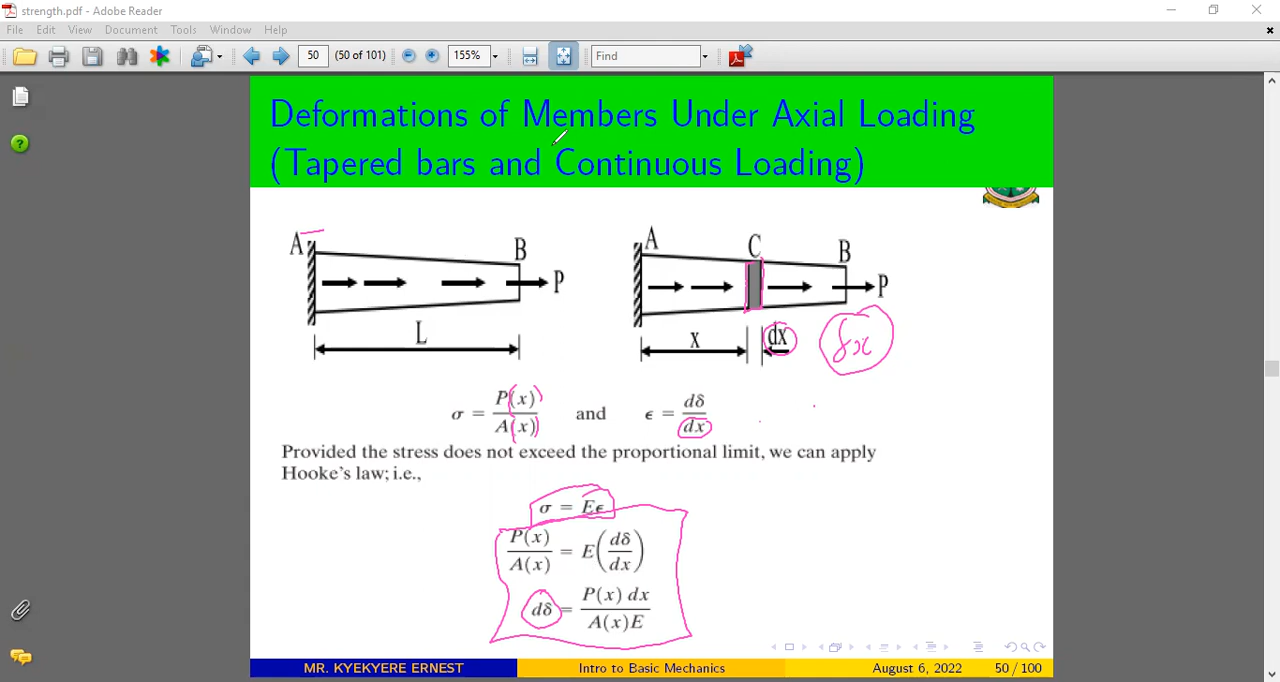 strength.pdf - Adobe Reader
File Edit View Document Tools Window Help
50 (50 of 101) 155% Find
Deformations of Members Under Axial Loading
(Tapered bars and Continuous Loading)
A B P
L
A C B P
x dx δx
σ = P(x)/A(x) and ϵ = dδ/dx
Provided the stress does not exceed the proportional limit, we can apply
Hooke's law; i.e.,
σ = Eϵ
P(x)/A(x) = E(dδ/dx)
dδ = P(x) dx/A(x)E
MR. KYEKYERE ERNEST Intro to Basic Mechanics August 6, 2022 50 / 100